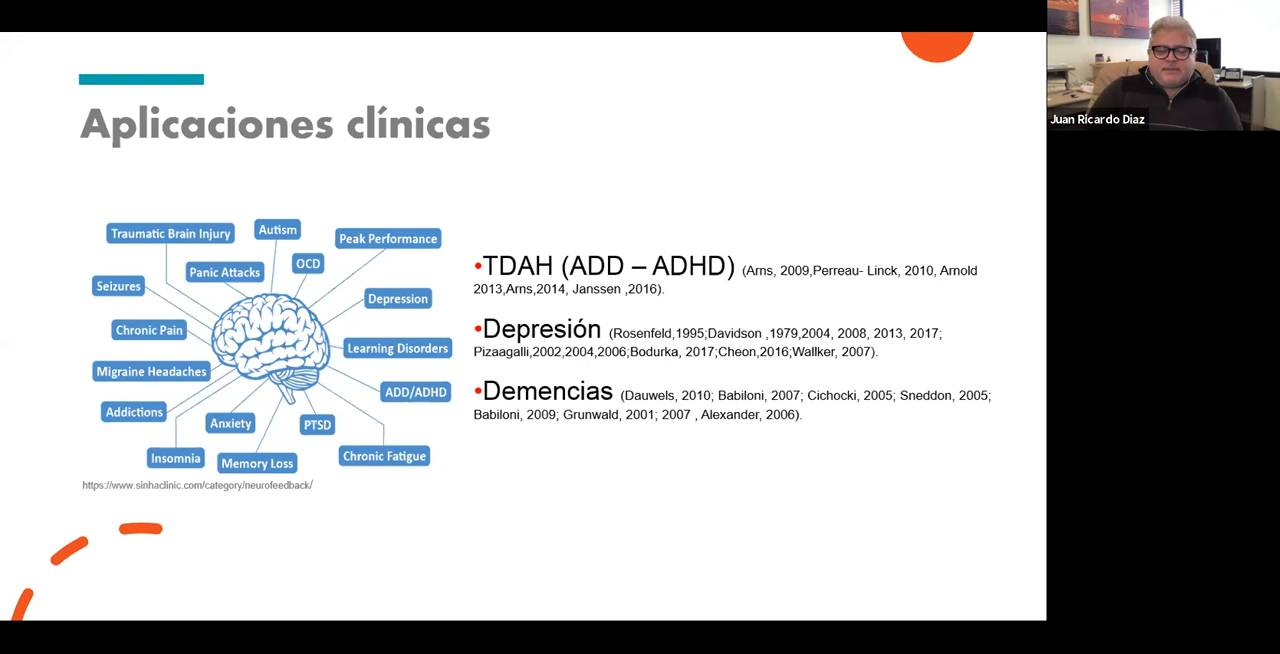 Aplicaciones clínicas
Traumatic Brain Injury
Autism
Peak Performance
Panic Attacks
OCD
Seizures
Depression
Chronic Pain
Learning Disorders
Migraine Headaches
ADD/ADHD
Addictions
Anxiety
PTSD
Insomnia
Memory Loss
Chronic Fatigue
https://www.sinhaclinic.com/category/neurofeedback/
•TDAH (ADD – ADHD) (Arns, 2009,Perreau- Linck, 2010, Arnold
2013,Arns,2014, Janssen ,2016).
•Depresión (Rosenfeld,1995;Davidson ,1979,2004, 2008, 2013, 2017;
Pizaagalli,2002,2004,2006;Bodurka, 2017;Cheon,2016;Wallker, 2007).
•Demencias (Dauwels, 2010; Babiloni, 2007; Cichocki, 2005; Sneddon, 2005;
Babiloni, 2009; Grunwald, 2001; 2007 , Alexander, 2006).
Juan Ricardo Diaz